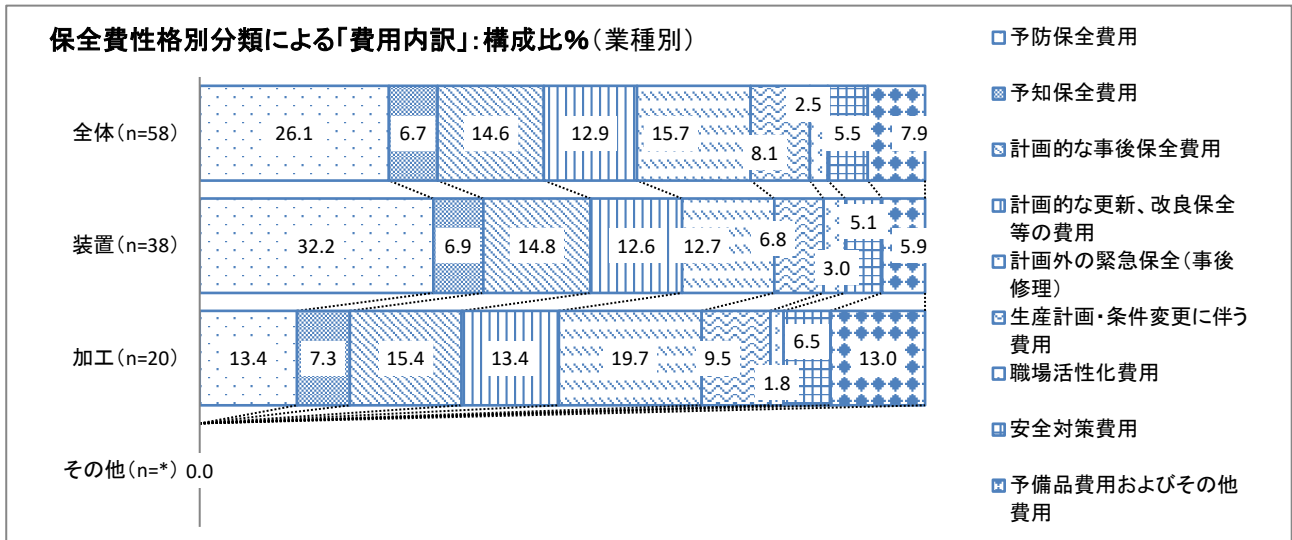 保全費性格別分類による「費用内訳」：構成比%（業種別）
全体（n=58）
26.1
6.7
14.6
12.9
15.7
8.1
2.5
5.5
7.9
装置（n=38）
32.2
6.9
14.8
12.6
12.7
6.8
3.0
5.1
5.9
加工（n=20）
13.4
7.3
15.4
13.4
19.7
9.5
1.8
6.5
13.0
その他（n=*）
0.0
予防保全費用
予知保全費用
計画的な事後保全費用
計画的な更新、改良保全
等の費用
計画外の緊急保全（事後
修理）
生産計画・条件変更に伴う
費用
職場活性化費用
安全対策費用
予備品費用およびその他
費用